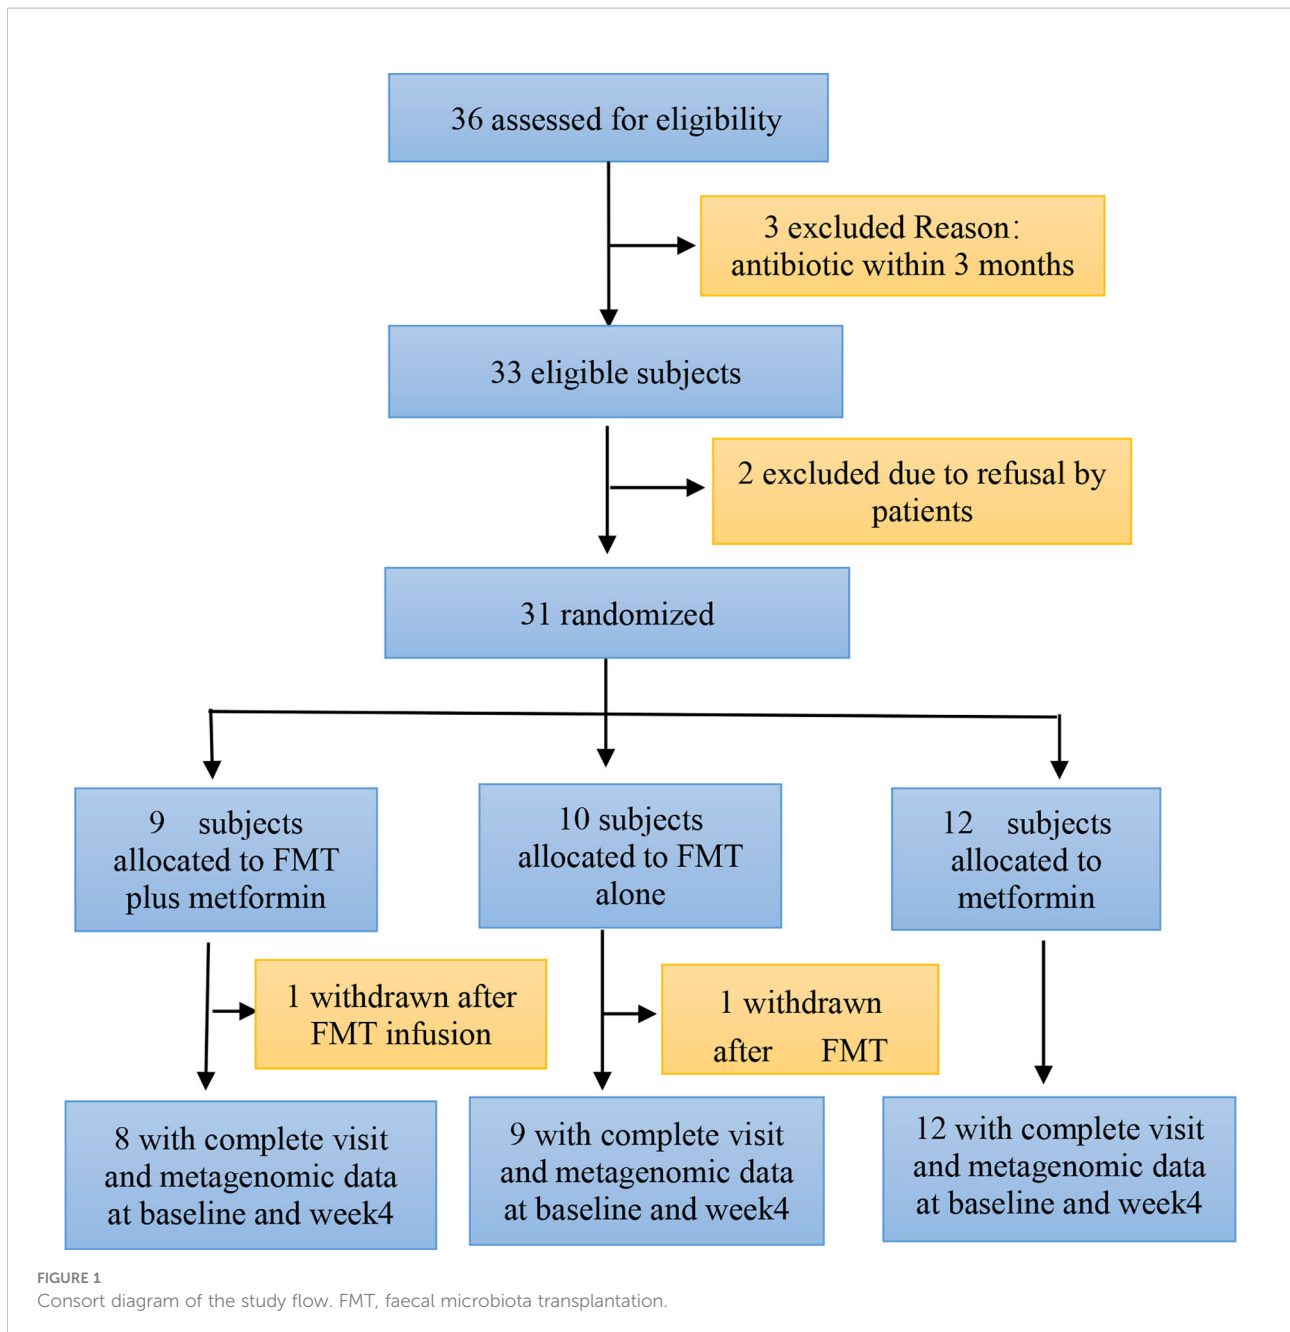 36 assessed for eligibility
3 excluded Reason:
antibiotic within 3 months
33 eligible subjects
2 excluded due to refusal by
patients
31 randomized
9 subjects
allocated to FMT
plus metformin
10 subjects
allocated to FMT
alone
12 subjects
allocated to
metformin
1 withdrawn after
FMT infusion
1 withdrawn
after FMT
8 with complete visit
and metagenomic data
at baseline and week4
9 with complete visit
and metagenomic data
at baseline and week4
12 with complete visit
and metagenomic data
at baseline and week4
FIGURE 1
Consort diagram of the study flow. FMT, faecal microbiota transplantation.